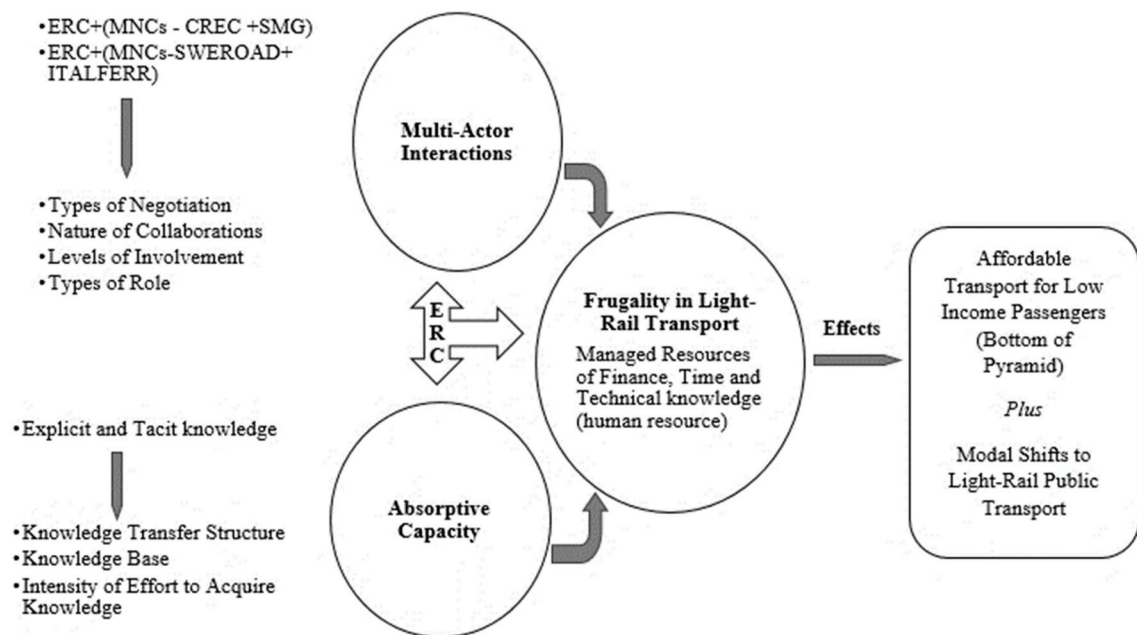 •ERC+(MNCs - CREC +SMG)
•ERC+(MNCs-SWEROAD+
ITALFERR)
•Types of Negotiation
•Nature of Collaborations
•Levels of Involvement
•Types of Role
•Explicit and Tacit knowledge
•Knowledge Transfer Structure
•Knowledge Base
•Intensity of Effort to Acquire
Knowledge
Multi-Actor
Interactions
E
R
C
Absorptive
Capacity
Frugality in Light-
Rail Transport
Managed Resources
of Finance, Time and
Technical knowledge
(human resource)
Effects
Affordable
Transport for Low
Income Passengers
(Bottom of
Pyramid)
Plus
Modal Shifts to
Light-Rail Public
Transport